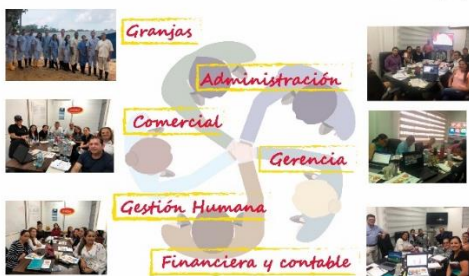 Granjas
Administración
Comercial
Gerencia
Gestión Humana
Financiera y contable